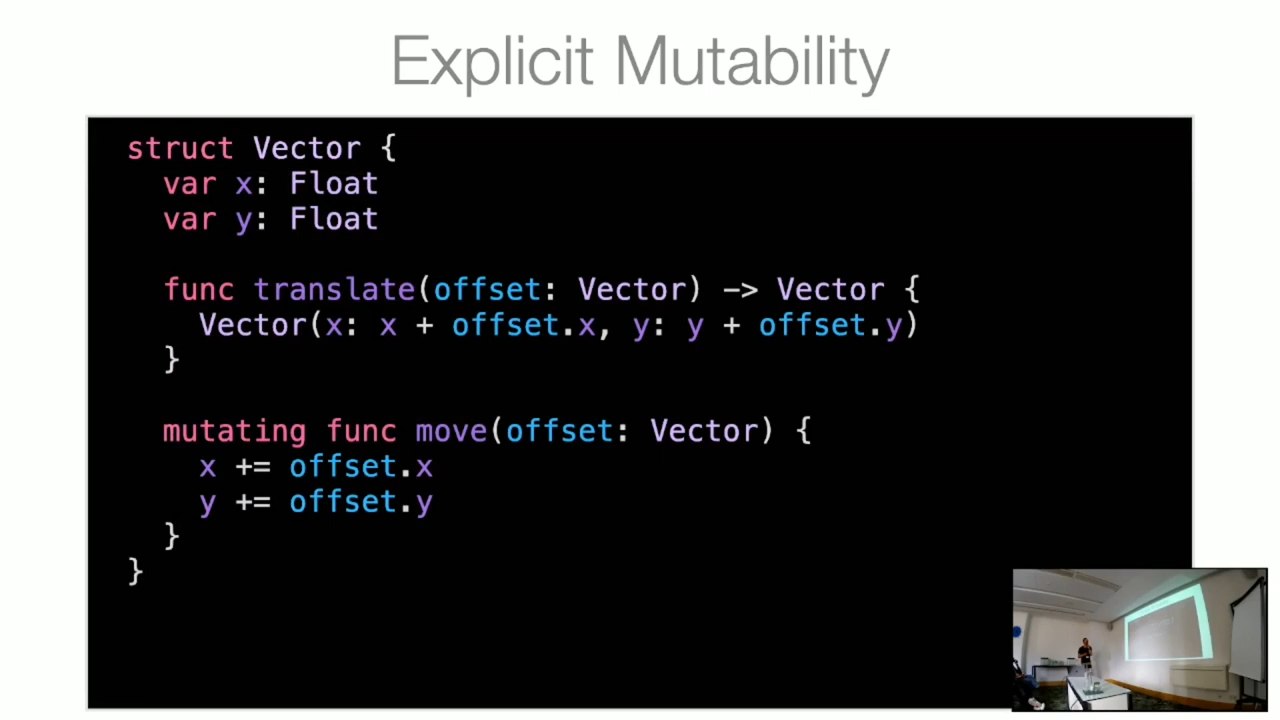 Explicit Mutability
struct Vector {
  var x: Float
  var y: Float

  func translate(offset: Vector) -> Vector {
    Vector(x: x + offset.x, y: y + offset.y)
  }

  mutating func move(offset: Vector) {
    x += offset.x
    y += offset.y
  }
}